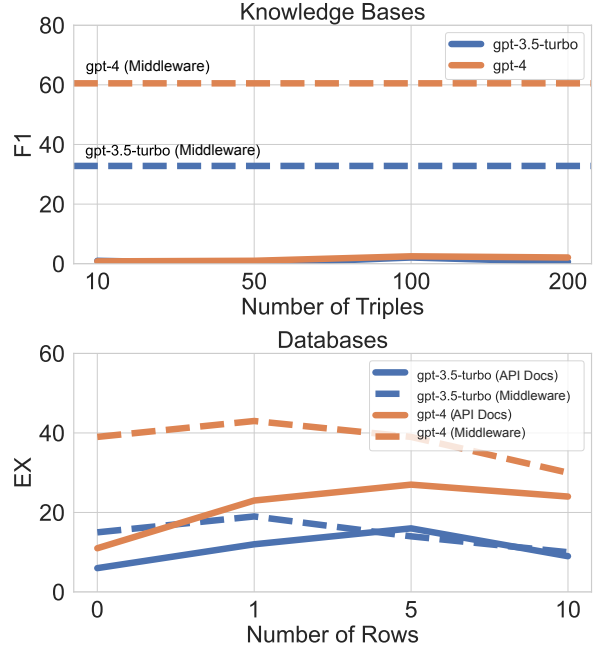 Knowledge Bases
80
60
40
20
0
F1
gpt-3.5-turbo
gpt-4
gpt-4 (Middleware)
gpt-3.5-turbo (Middleware)
10
50
100
200
Number of Triples
Databases
60
40
20
0
EX
gpt-3.5-turbo (API Docs)
gpt-3.5-turbo (Middleware)
gpt-4 (API Docs)
gpt-4 (Middleware)
0
1
5
10
Number of Rows